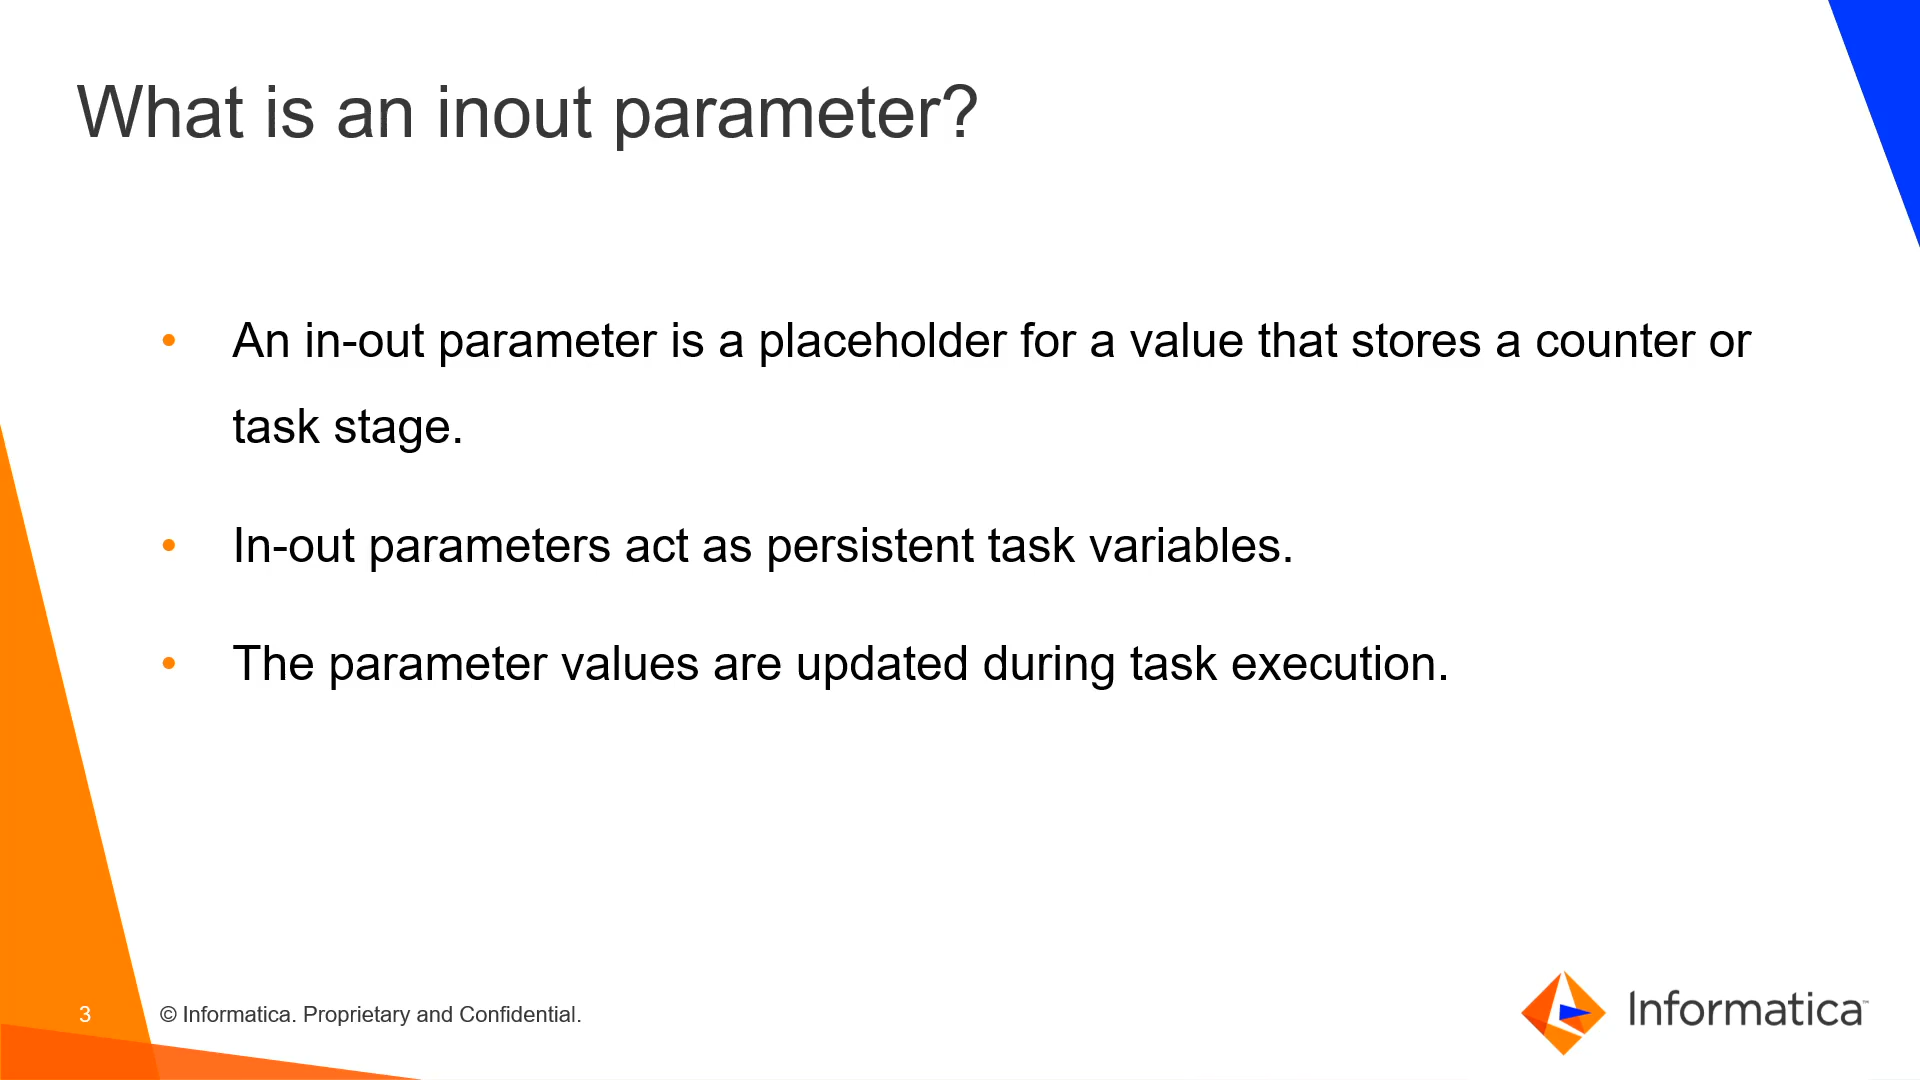 What is an inout parameter?
• An in-out parameter is a placeholder for a value that stores a counter or
task stage.
• In-out parameters act as persistent task variables.
• The parameter values are updated during task execution.
3 © Informatica. Proprietary and Confidential.
Informatica™